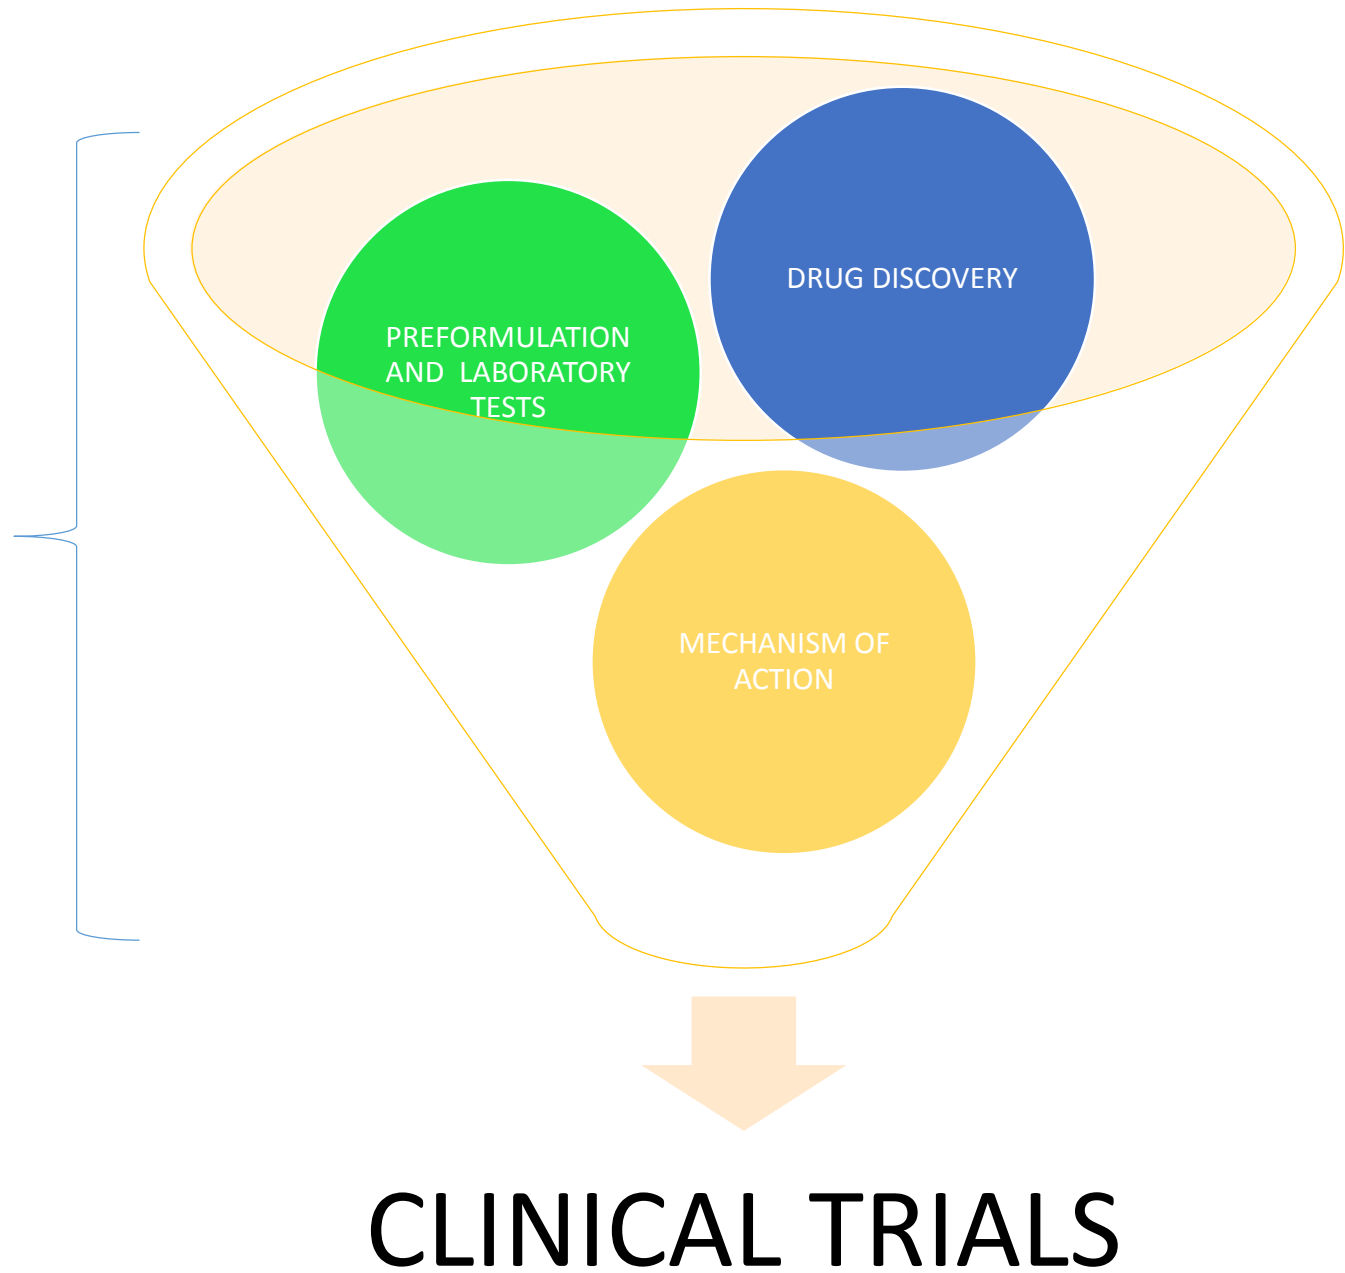 DRUG DISCOVERY
PREFORMULATION
AND LABORATORY
TESTS
MECHANISM OF
ACTION
CLINICAL TRIALS